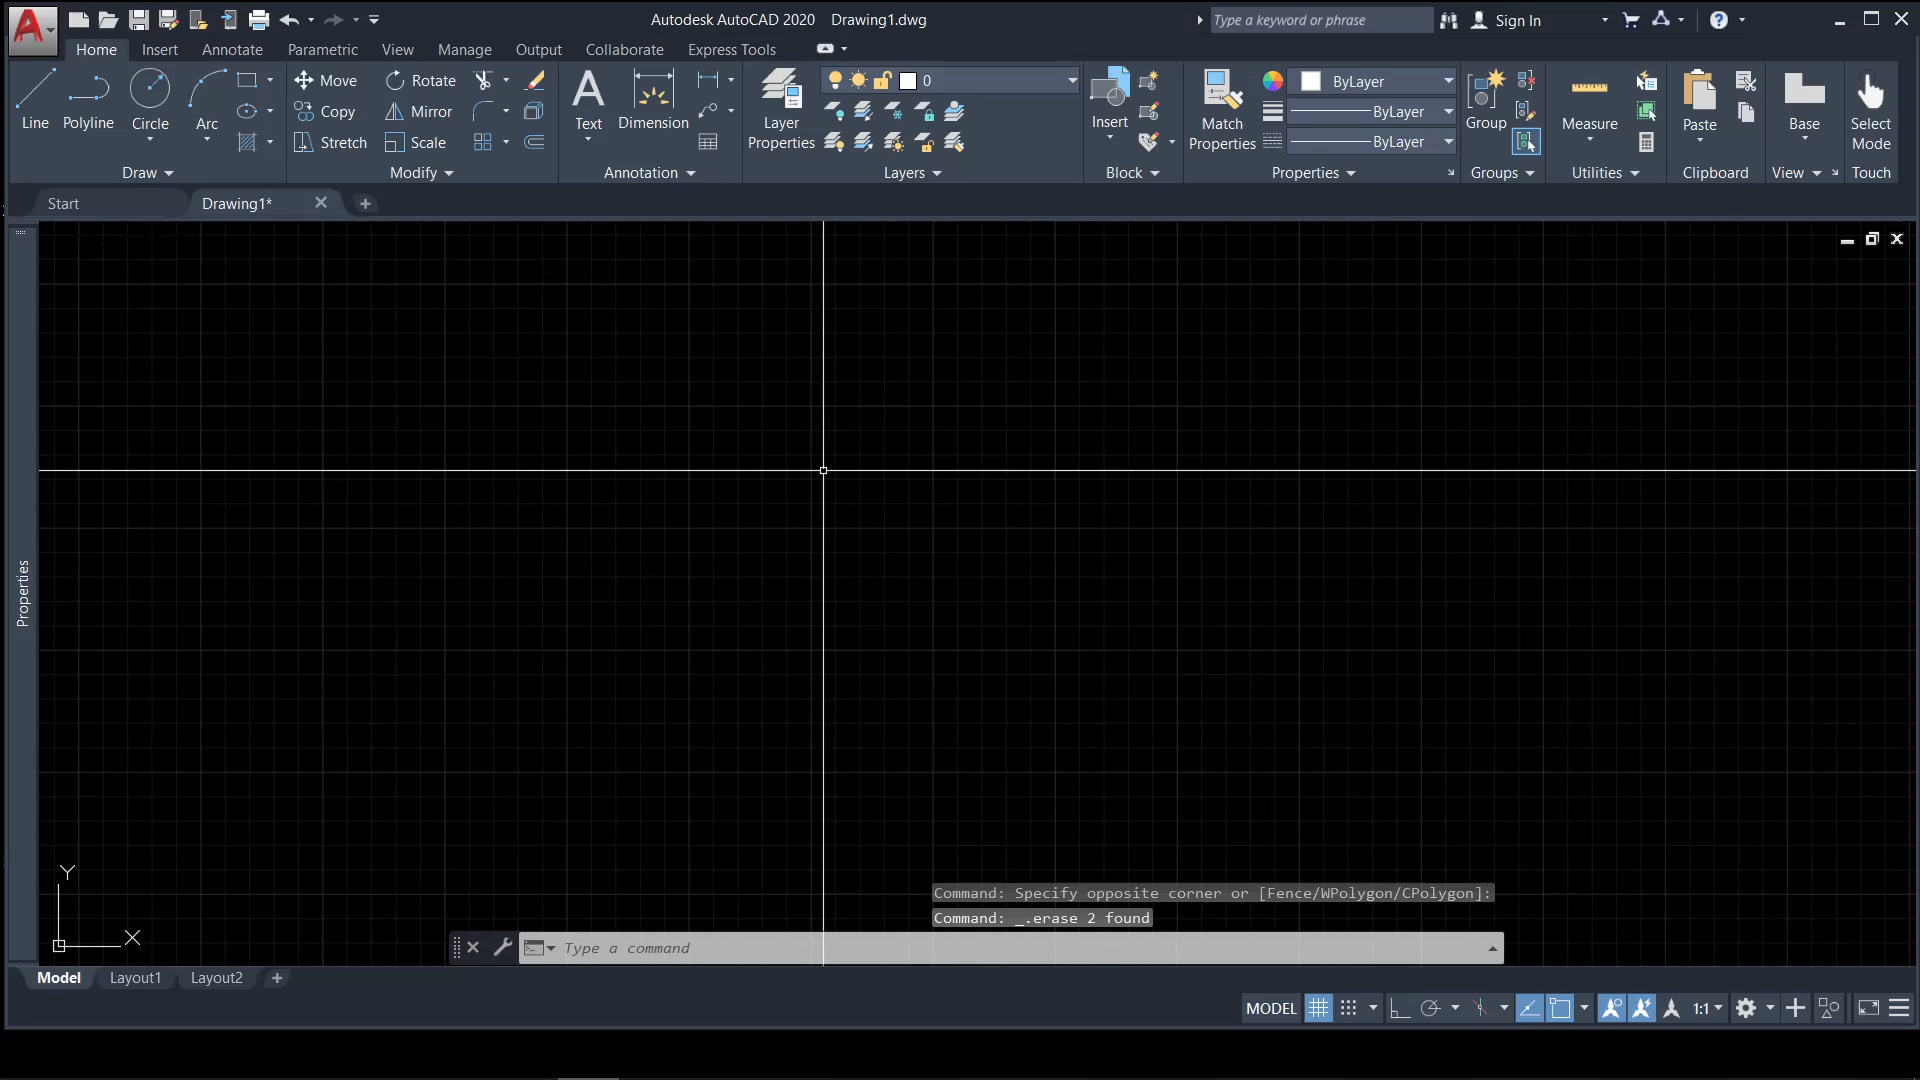 Autodesk AutoCAD 2020 Drawing1.dwg
Type a keyword or phrase
Sign In
Home Insert Annotate Parametric View Manage Output Collaborate Express Tools
Line
Polyline
Circle
Arc
Draw
Move
Rotate
Copy
Mirror
Stretch
Scale
Modify
A
Text
Dimension
Annotation
Layer
Properties
0
Layers
Insert
Block
Match
Properties
ByLayer
ByLayer
ByLayer
Properties
Group
Groups
Measure
Utilities
Paste
Clipboard
Base
View
Select
Mode
Touch
Start
Drawing1*
Properties
Y
X
Command: Specify opposite corner or [Fence/WPolygon/CPolygon]:
Command: _.erase 2 found
Type a command
Model Layout1 Layout2
MODEL
1:1